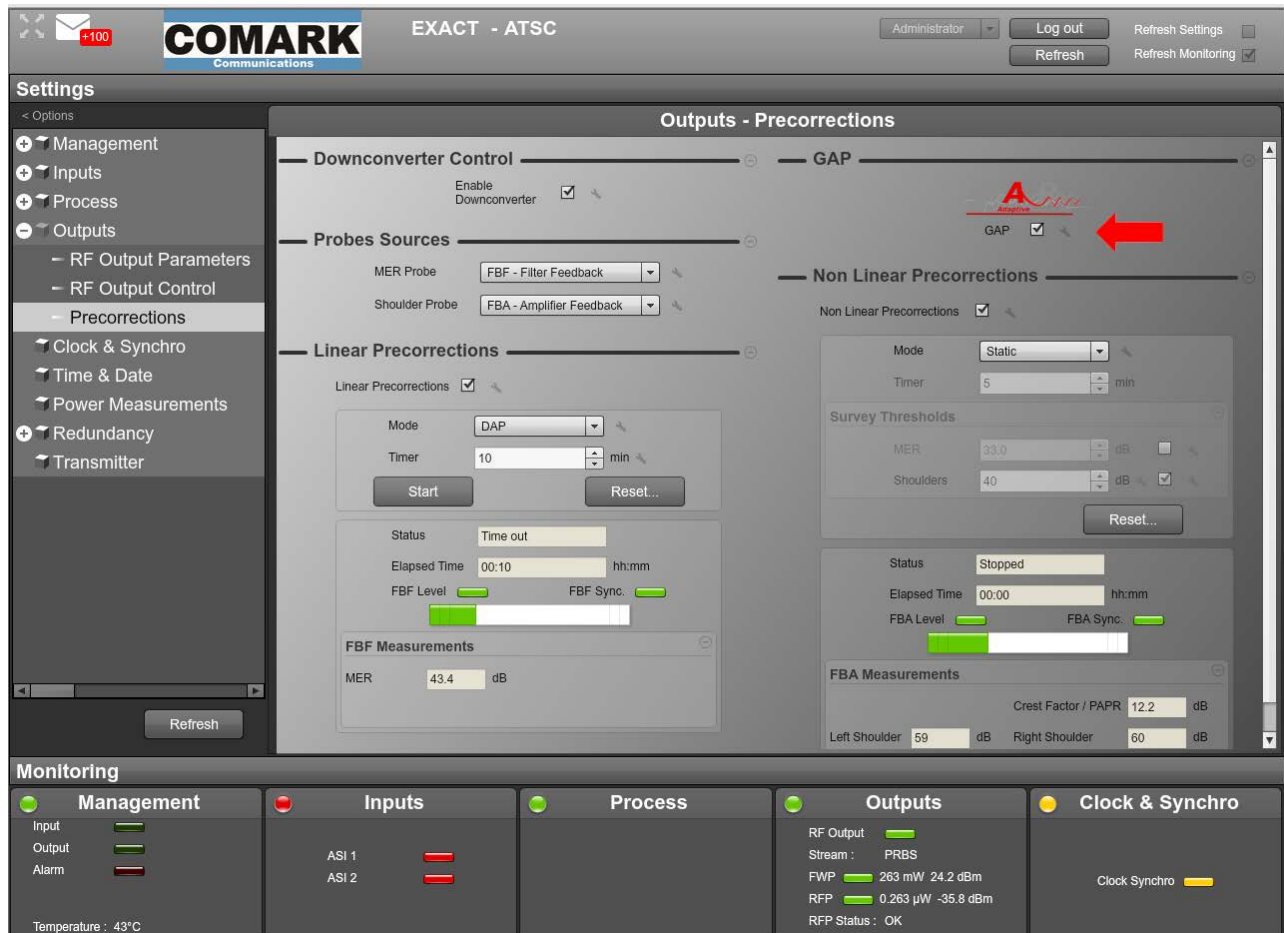 +100
COMARK
Communications
EXACT - ATSC
Administrator
Log out
Refresh Settings
Refresh
Refresh Monitoring
Settings
< Options
Management
Inputs
Process
Outputs
RF Output Parameters
RF Output Control
Precorrections
Clock & Synchro
Time & Date
Power Measurements
Redundancy
Transmitter
Refresh
Outputs - Precorrections
Downconverter Control
Enable
Downconverter
Probes Sources
MER Probe FBF - Filter Feedback
Shoulder Probe FBA - Amplifier Feedback
Linear Precorrections
Linear Precorrections
Mode DAP
Timer 10 min
Start Reset...
Status Time out
Elapsed Time 00:10 hh:mm
FBF Level FBF Sync.
FBF Measurements
MER 43.4 dB
GAP
A
Adaptive
GAP
Non Linear Precorrections
Non Linear Precorrections
Mode Static
Timer 5 min
Survey Thresholds
MER 33.0 dB
Shoulders 40 dB
Reset...
Status Stopped
Elapsed Time 00:00 hh:mm
FBA Level FBA Sync.
FBA Measurements
Crest Factor / PAPR 12.2 dB
Left Shoulder 59 dB Right Shoulder 60 dB
Monitoring
Management
Input
Output
Alarm
Temperature : 43°C
Inputs
ASI 1
ASI 2
Process
Outputs
RF Output
Stream : PRBS
FWP 263 mW 24.2 dBm
RFP 0.263 µW -35.8 dBm
RFP Status : OK
Clock & Synchro
Clock Synchro